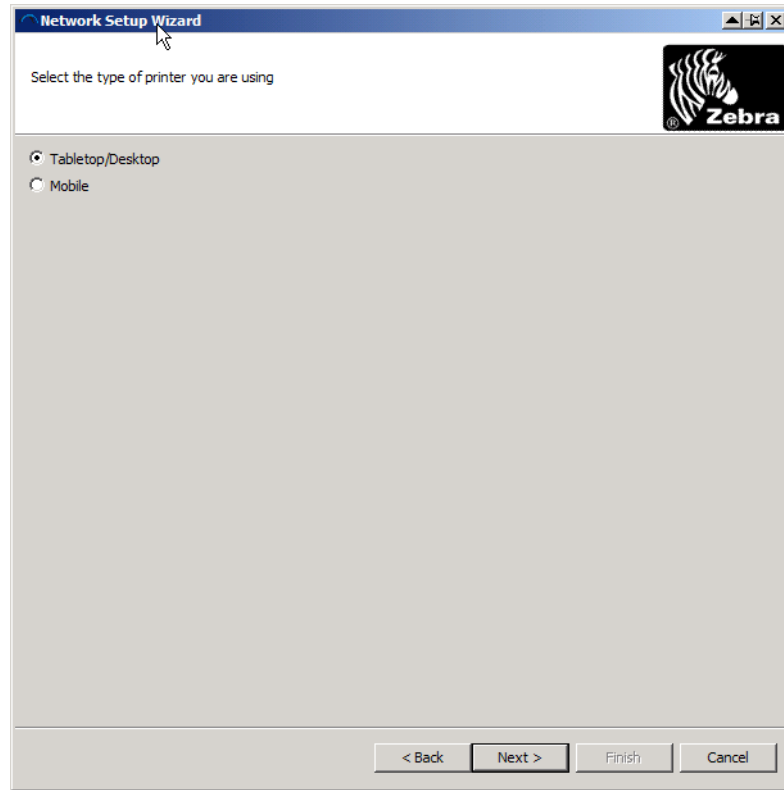 Network Setup Wizard
Select the type of printer you are using
® Zebra
Tabletop/Desktop
Mobile
< Back Next > Finish Cancel